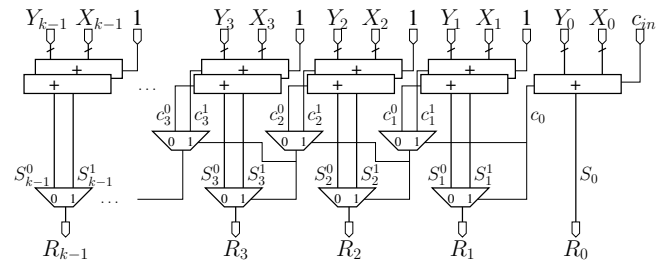 Y_{k−1} X_{k−1} 1 Y_3 X_3 1 Y_2 X_2 1 Y_1 X_1 1 Y_0 X_0 c_{in}
+ + + +
+ ... + + + +
c_3^0 c_3^1 c_2^0 c_2^1 c_1^0 c_1^1 c_0
0 1 0 1 0 1
S_{k−1}^0 S_{k−1}^1 S_3^0 S_3^1 S_2^0 S_2^1 S_1^0 S_1^1 S_0
0 1 ... 0 1 0 1 0 1
R_{k−1} R_3 R_2 R_1 R_0